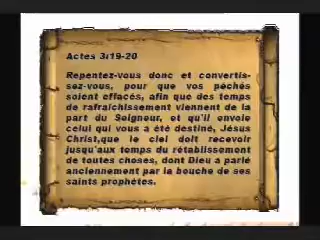 Actes 3:19-20
Repentez-vous donc et convertis-
sez-vous, pour que vos péchés
soient effacés, afin que des temps
de rafraîchissement viennent de la
part du Seigneur, et qu'il envoie
celui qui vous a été destiné, Jésus
Christ,que le ciel doit recevoir
jusqu'aux temps du rétablissement
de toutes choses, dont Dieu a parlé
anciennement par la bouche de ses
saints prophètes.